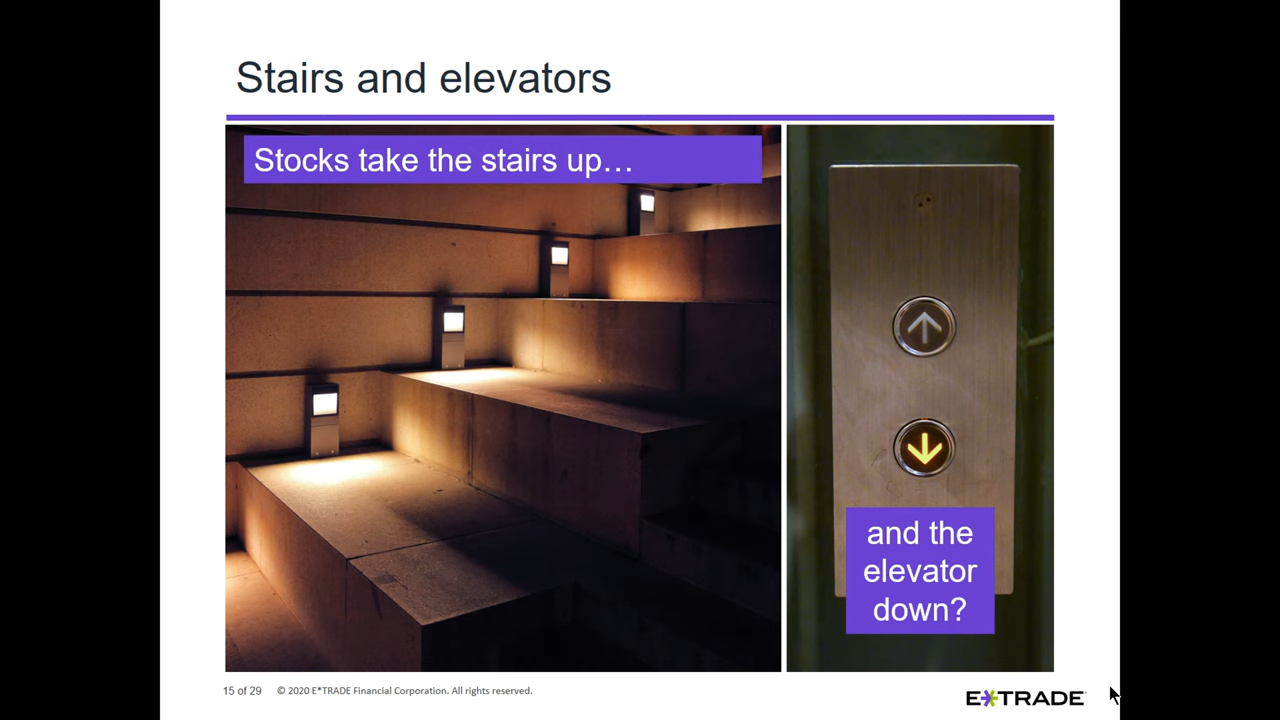 Stairs and elevators
Stocks take the stairs up…
and the
elevator
down?
15 of 29 © 2020 E*TRADE Financial Corporation. All rights reserved.
E*TRADE